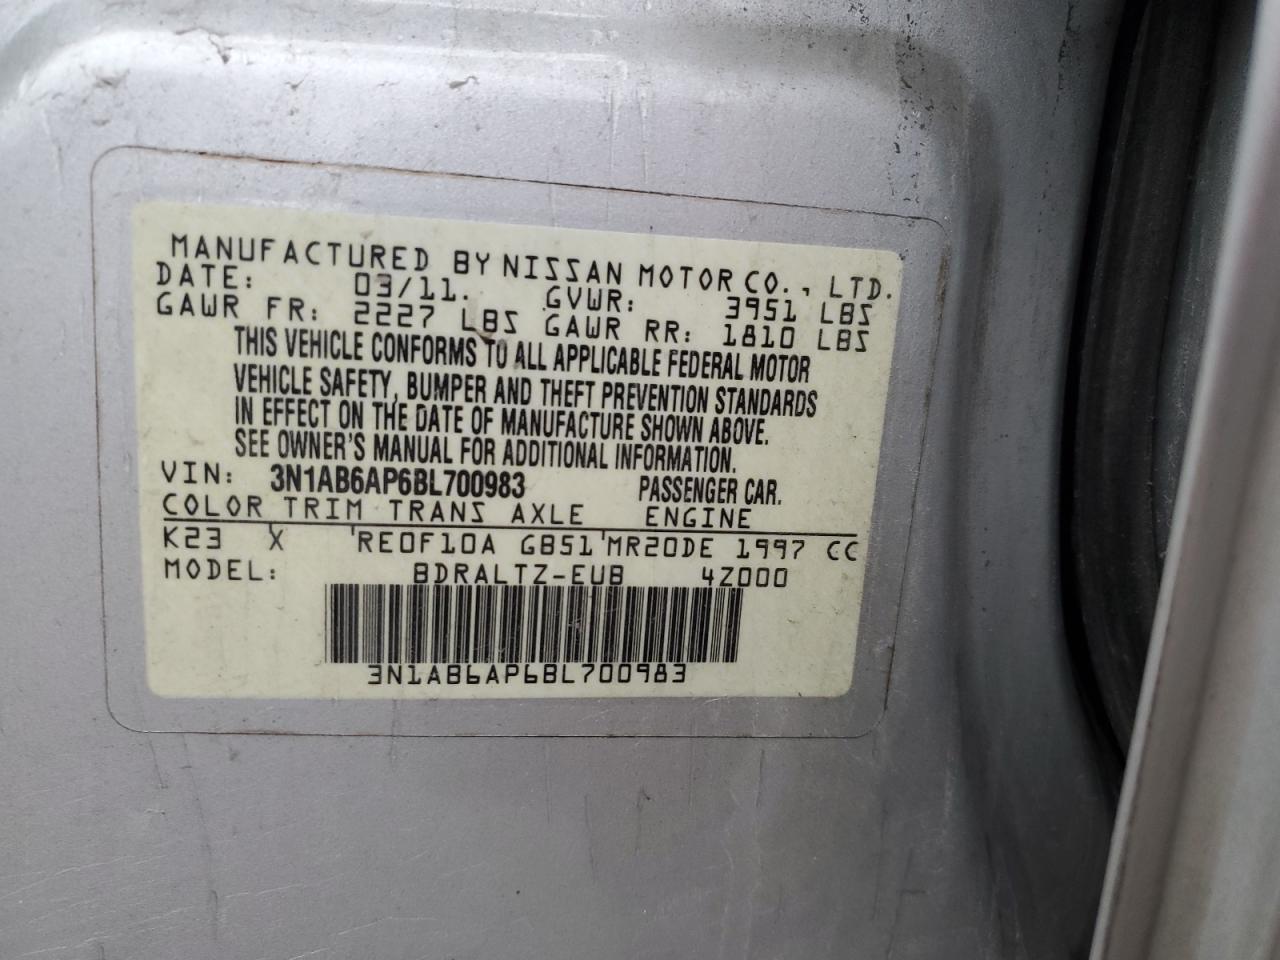 MANUFACTURED BY NISSAN MOTOR CO., LTD.
DATE: 03/11. GVWR: 3951 LBS
GAWR FR: 2227 LBS GAWR RR: 1810 LBS
THIS VEHICLE CONFORMS TO ALL APPLICABLE FEDERAL MOTOR
VEHICLE SAFETY, BUMPER AND THEFT PREVENTION STANDARDS
IN EFFECT ON THE DATE OF MANUFACTURE SHOWN ABOVE.
SEE OWNER'S MANUAL FOR ADDITIONAL INFORMATION.
VIN: 3N1AB6AP6BL700983 PASSENGER CAR.
COLOR TRIM TRANS AXLE ENGINE
K23 X RE0F10A GB51 MR20DE 1997 CC
MODEL: BDRALTZ-EUB 4Z000
3N1AB6AP6BL700983